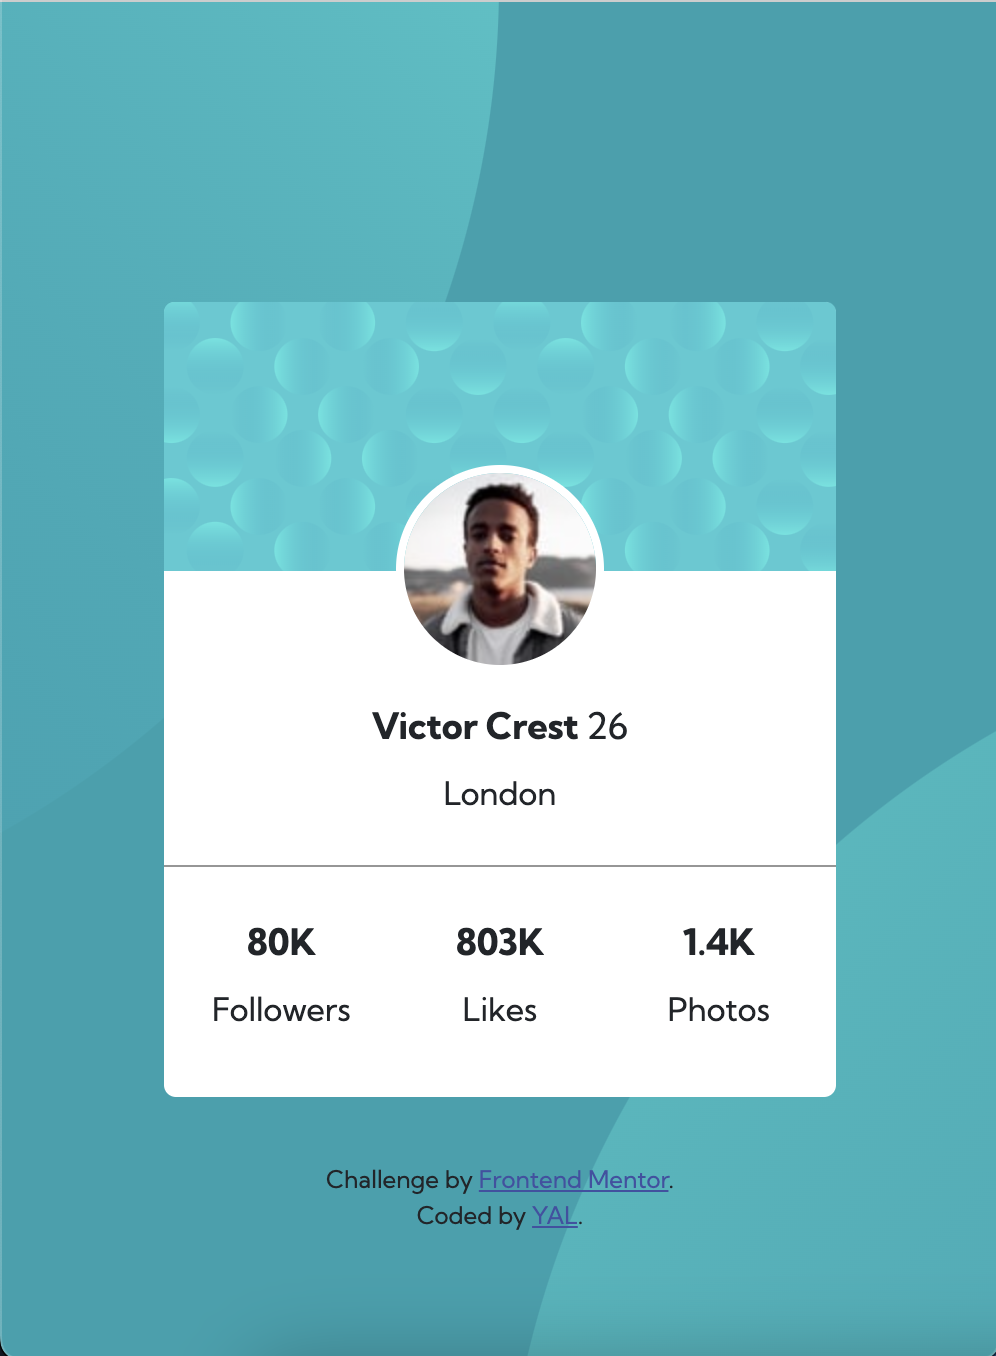 Victor Crest 26
London
80K 803K 1.4K
Followers Likes Photos
Challenge by Frontend Mentor.
Coded by YAL.